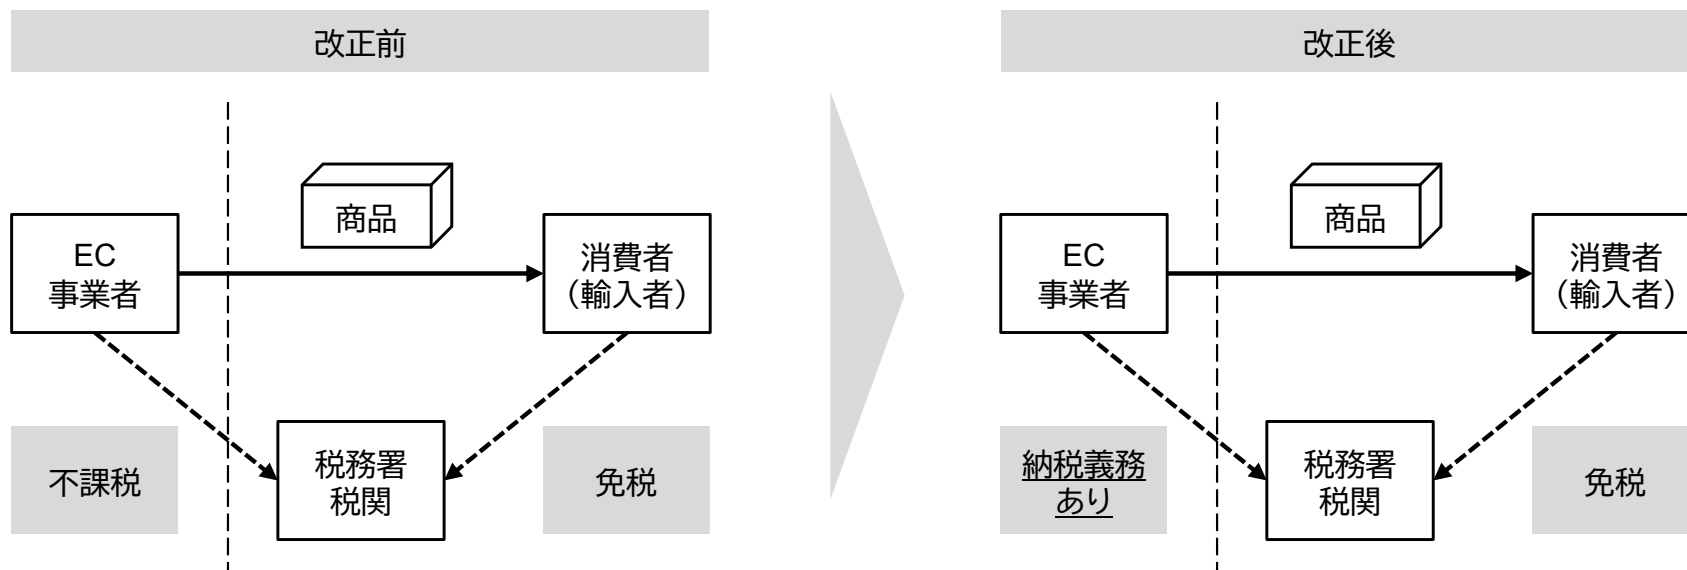 改正前
商品
EC
事業者
消費者
（輸入者）
不課税
税務署
税関
免税
改正後
商品
EC
事業者
消費者
（輸入者）
納税義務
あり
税務署
税関
免税